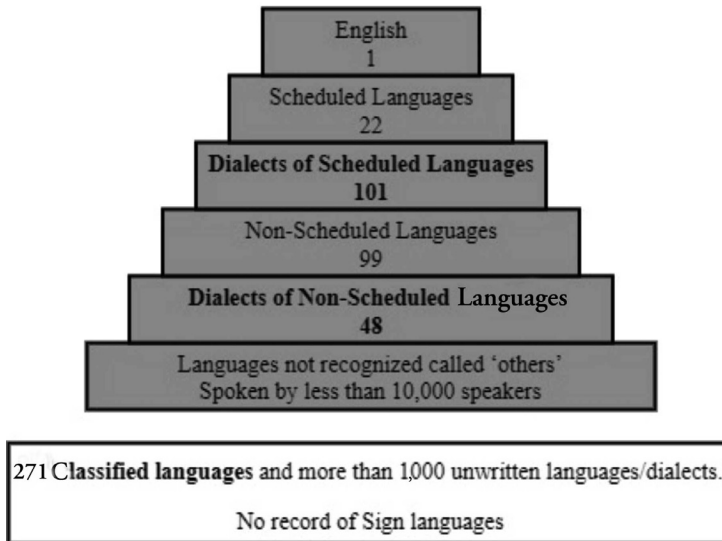 English
1
Scheduled Languages
22
Dialects of Scheduled Languages
101
Non-Scheduled Languages
99
Dialects of Non-Scheduled Languages
48
Languages not recognized called ‘others’
Spoken by less than 10,000 speakers
271 Classified languages and more than 1,000 unwritten languages/dialects.
No record of Sign languages